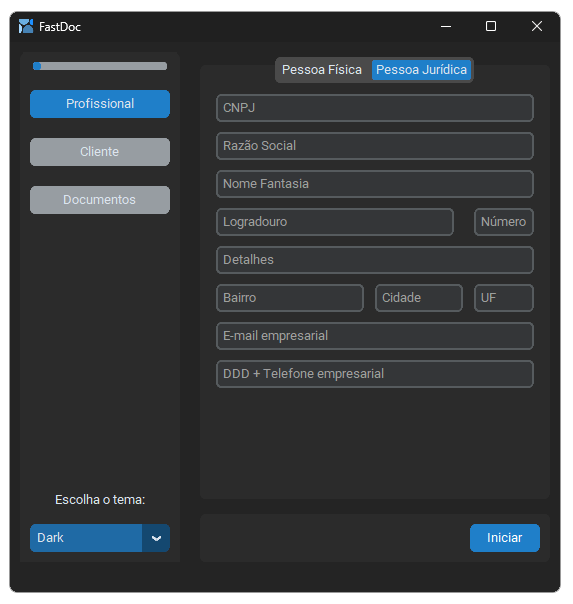 FastDoc
Profissional
Cliente
Documentos
Escolha o tema:
Dark
Pessoa Física Pessoa Jurídica
CNPJ
Razão Social
Nome Fantasia
Logradouro Número
Detalhes
Bairro Cidade UF
E-mail empresarial
DDD + Telefone empresarial
Iniciar